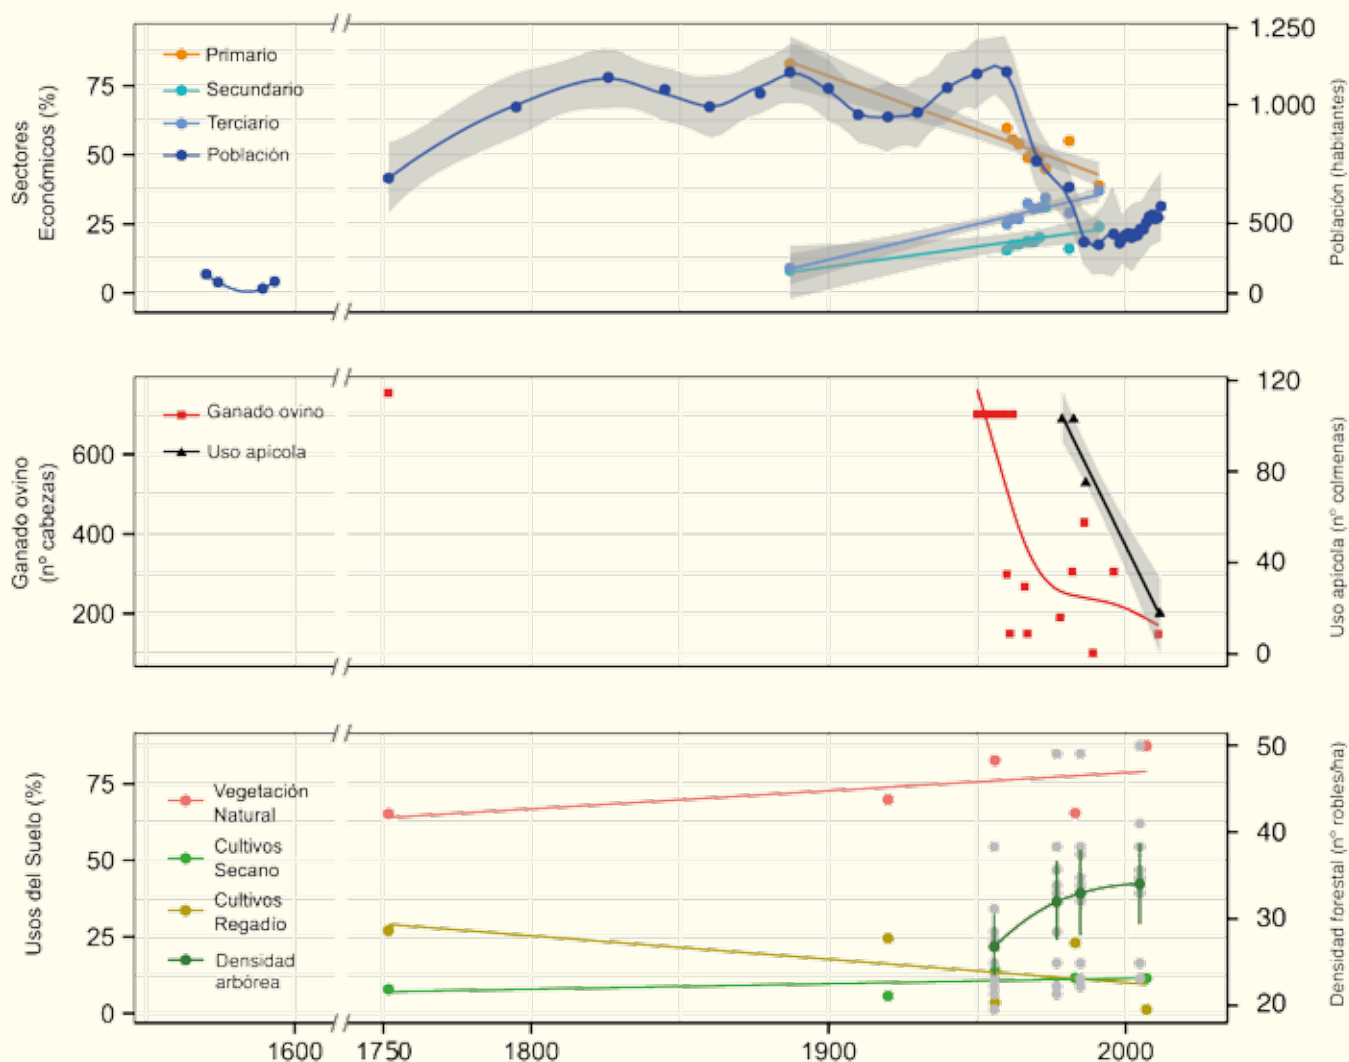 1.250
Primario
Secundario
Terciario
Población
75
50
25
0
1.000
500
0
Sectores
Económicos (%)
Población (habitantes)
Ganado ovino
Uso apicola
600
400
200
120
80
40
0
Ganado ovino
(nº cabezas)
Uso apicola (nº colmenas)
Vegetación
Natural
Cultivos
Secano
Cultivos
Regadio
Densidad
arbórea
75
50
25
0
50
40
30
20
Usos del Suelo (%)
Densidad forestal (nº robles/ha)
1600
1750
1800
1900
2000